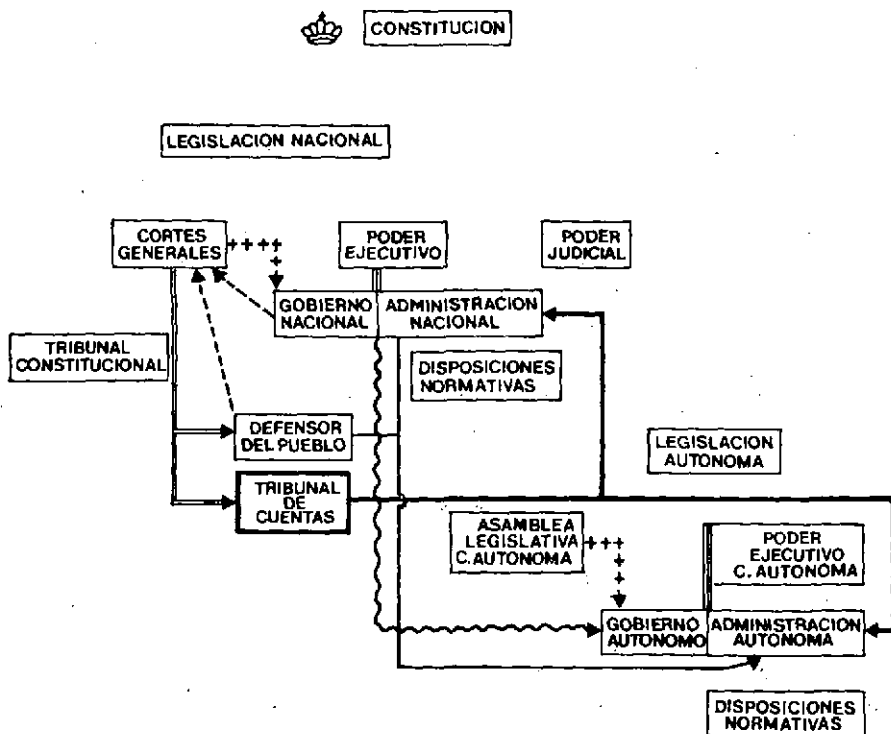 CONSTITUCION
LEGISLACION NACIONAL
CORTES
GENERALES
PODER
EJECUTIVO
PODER
JUDICIAL
GOBIERNO
NACIONAL
ADMINISTRACION
NACIONAL
TRIBUNAL
CONSTITUCIONAL
DISPOSICIONES
NORMATIVAS
DEFENSOR
DEL PUEBLO
LEGISLACION
AUTONOMA
TRIBUNAL
DE
CUENTAS
ASAMBLEA
LEGISLATIVA
C. AUTONOMA
PODER
EJECUTIVO
C. AUTONOMA
GOBIERNO
AUTONOMO
ADMINISTRACION
AUTONOMA
DISPOSICIONES
NORMATIVAS